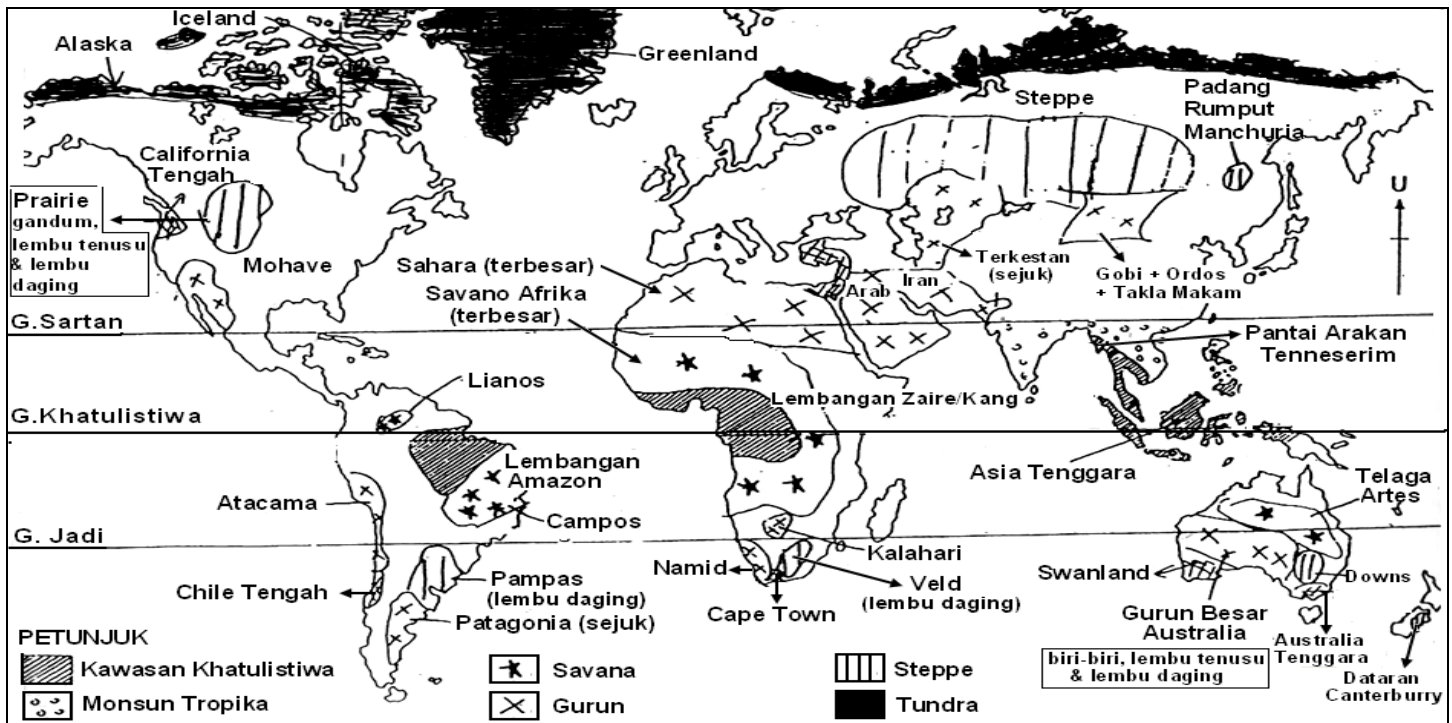 Iceland
Alaska
Greenland
Steppe
Padang
Rumput
Manchuria
California
Tengah
U
Prairie
gandum,
lembu tenusu
& lembu
daging
Mohave
Sahara (terbesar)
Savano Afrika
(terbesar)
Arab
Iran
Terkestan
(sejuk)
Gobi + Ordos
+ Takla Makam
G.Sartan
Pantai Arakan
Tenneserim
Lianos
Lembangan Zaire/Kang
G.Khatulistiwa
Asia Tenggara
Lembangan
Amazon
Telaga
Artes
Atacama
Campos
G. Jadi
Kalahari
Namid
Veld
(lembu daging)
Swanland
Downs
Chile Tengah
Pampas
(lembu daging)
Cape Town
Gurun Besar
Australia
Patagonia (sejuk)
Australia
Tenggara
biri-biri, lembu tenusu
& lembu daging
Dataran
Canterburry
PETUNJUK
Kawasan Khatulistiwa
Savana
Steppe
Monsun Tropika
Gurun
Tundra